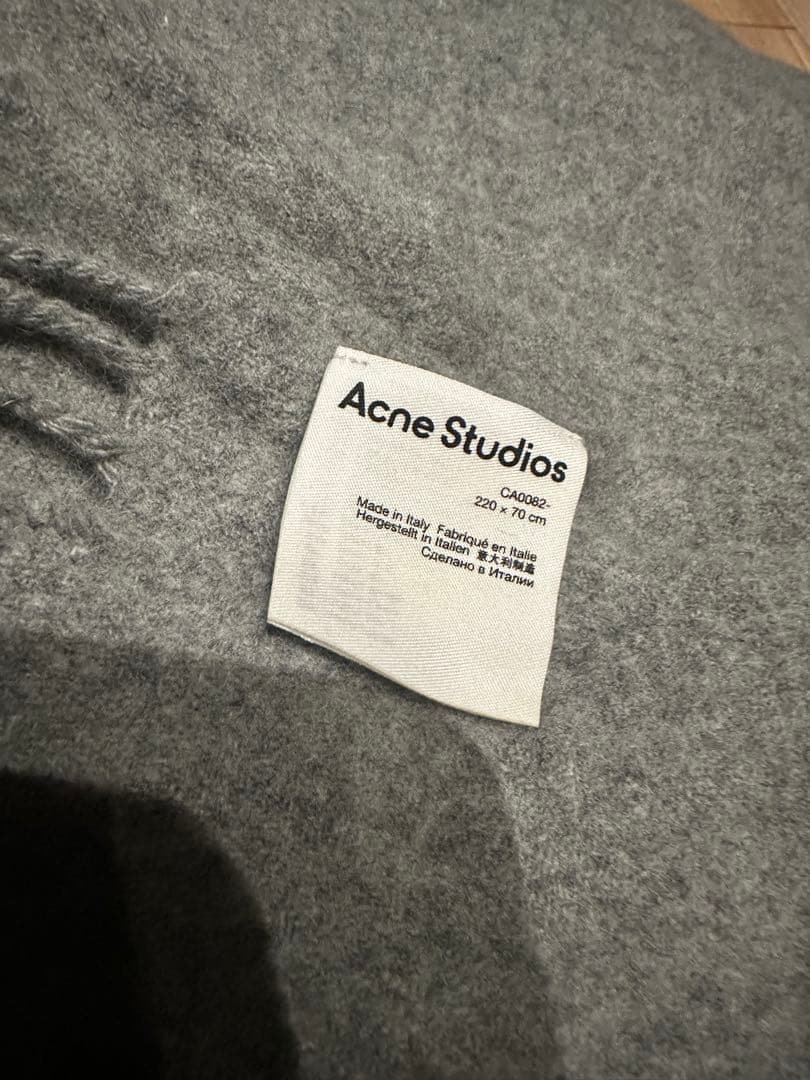 Acne Studios
CA0082-
220 x 70 cm
Made in Italy Fabriqué en Italie
Hergestellt in Italien 意大利制造
Сделано в Италии